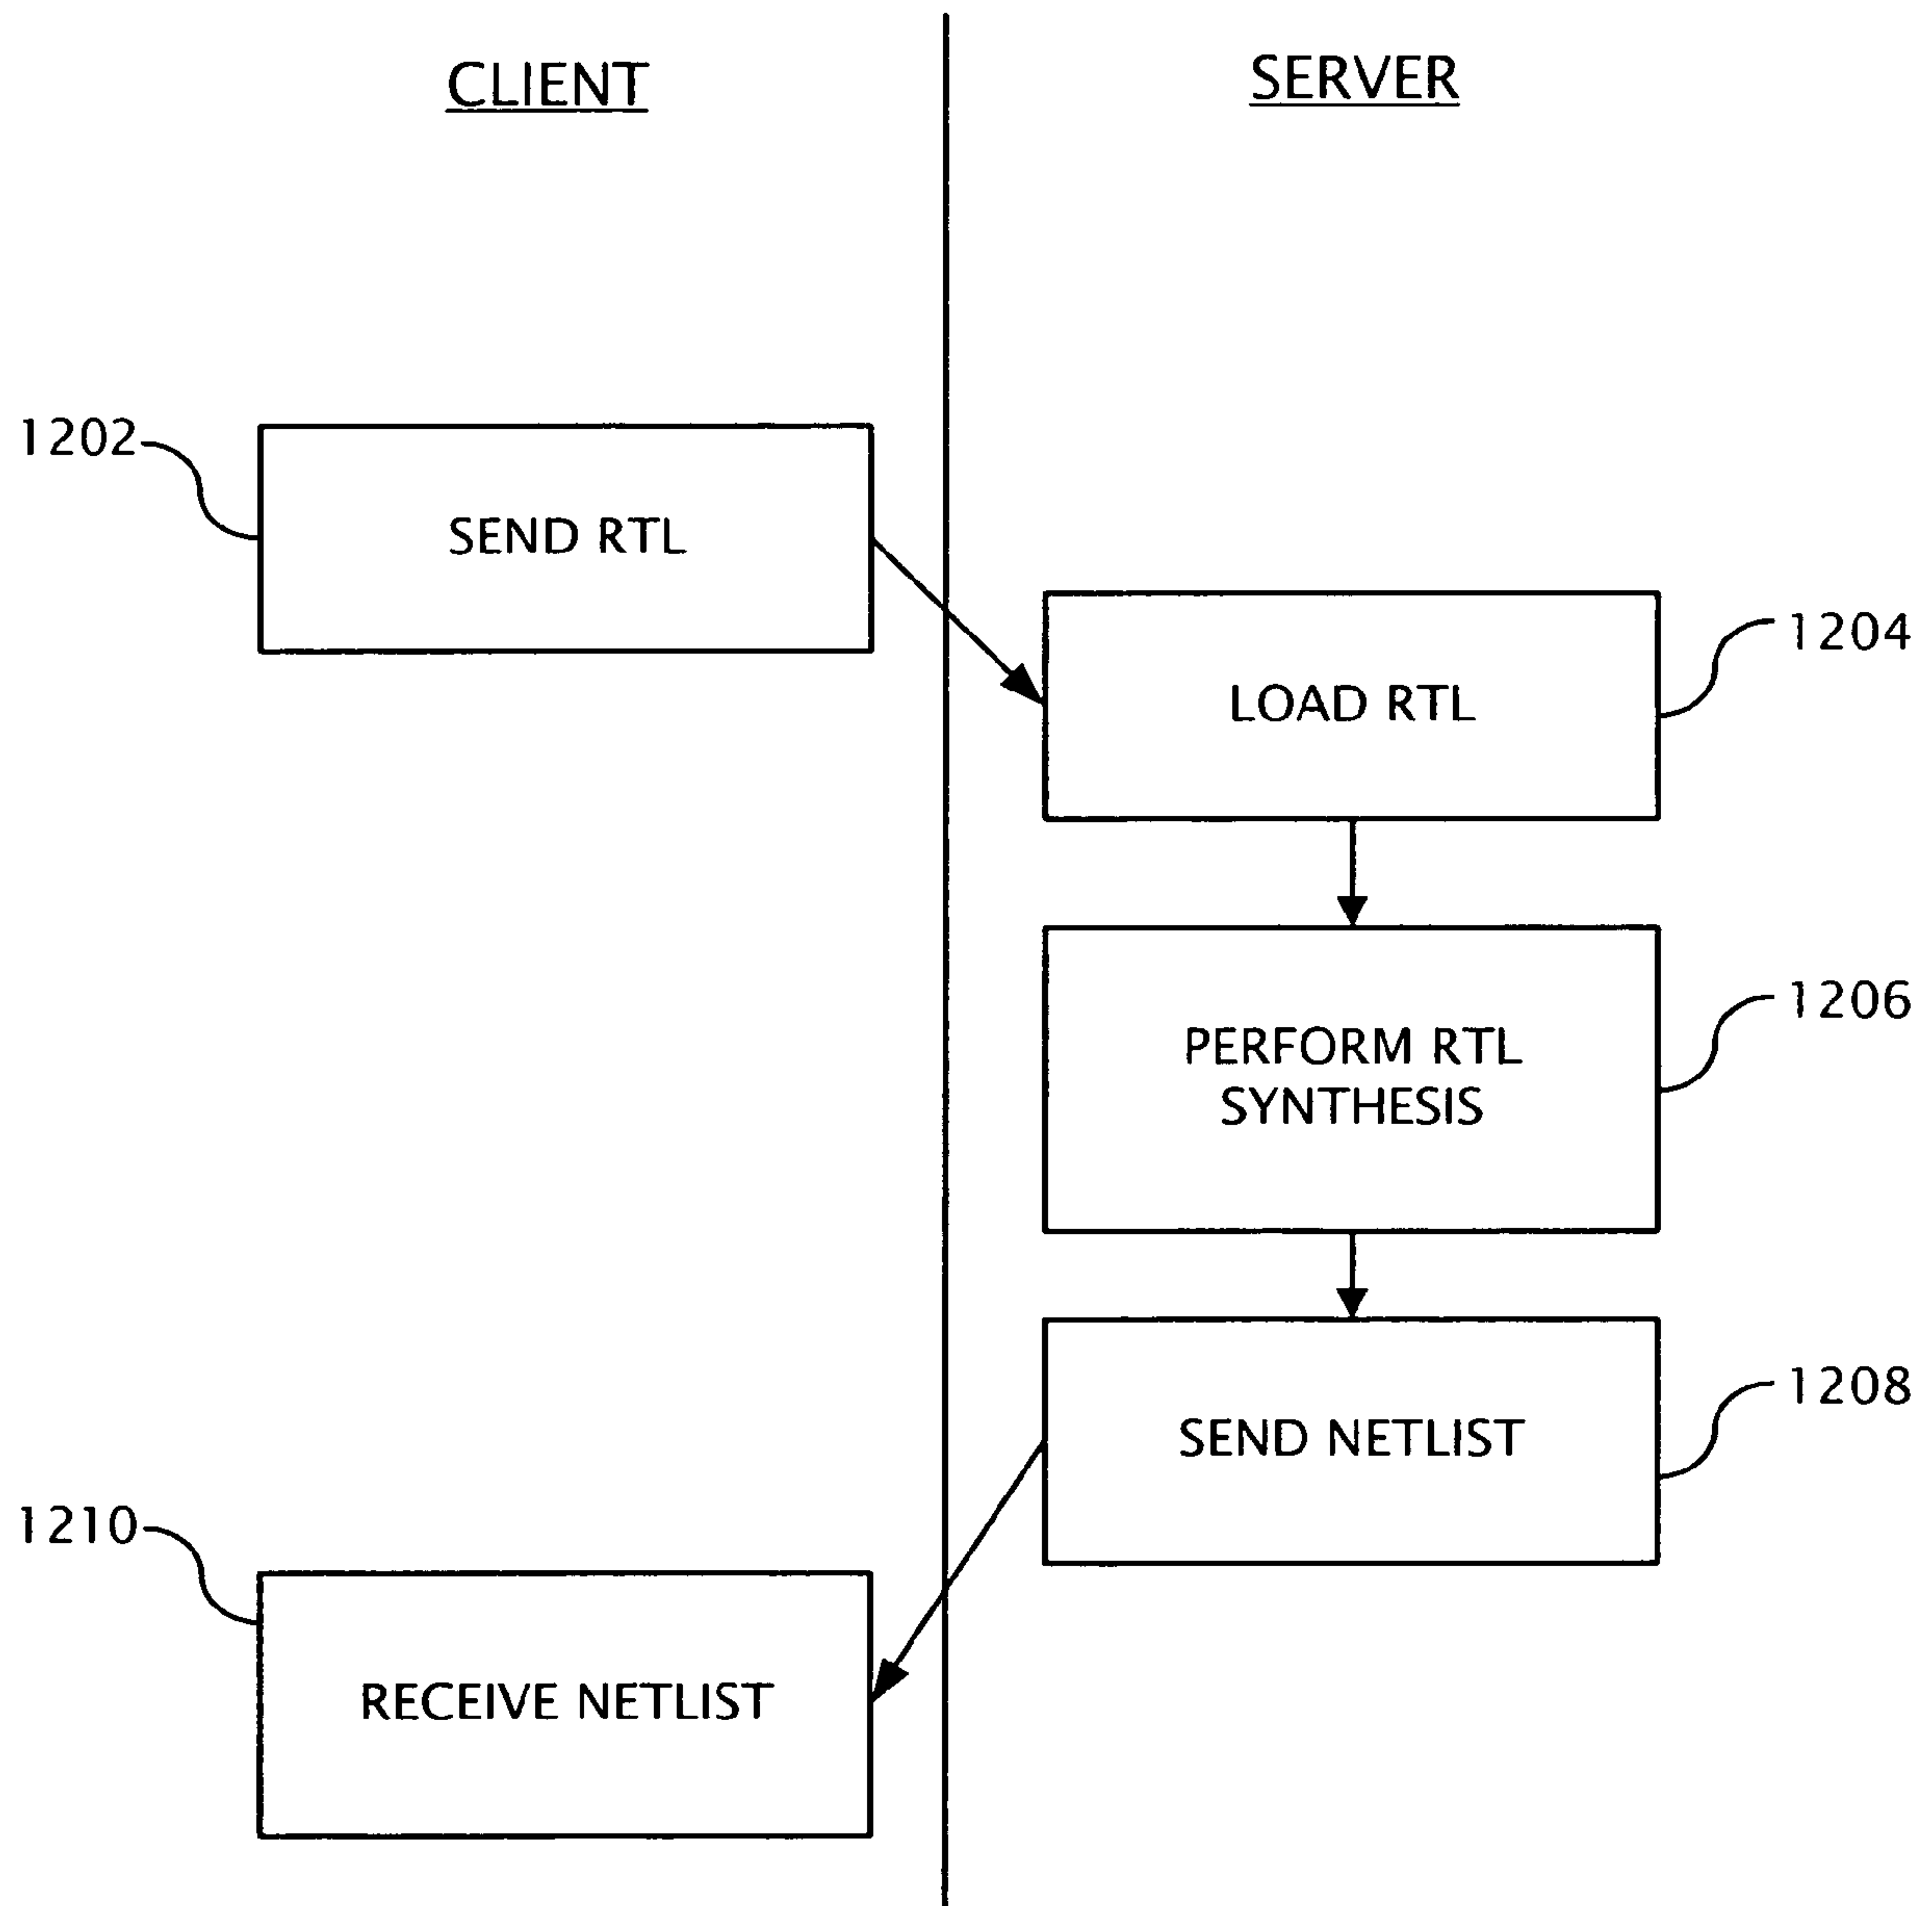 CLIENT
SERVER
1202
SEND RTL
1204
LOAD RTL
1206
PERFORM RTL
SYNTHESIS
1208
SEND NETLIST
1210
RECEIVE NETLIST